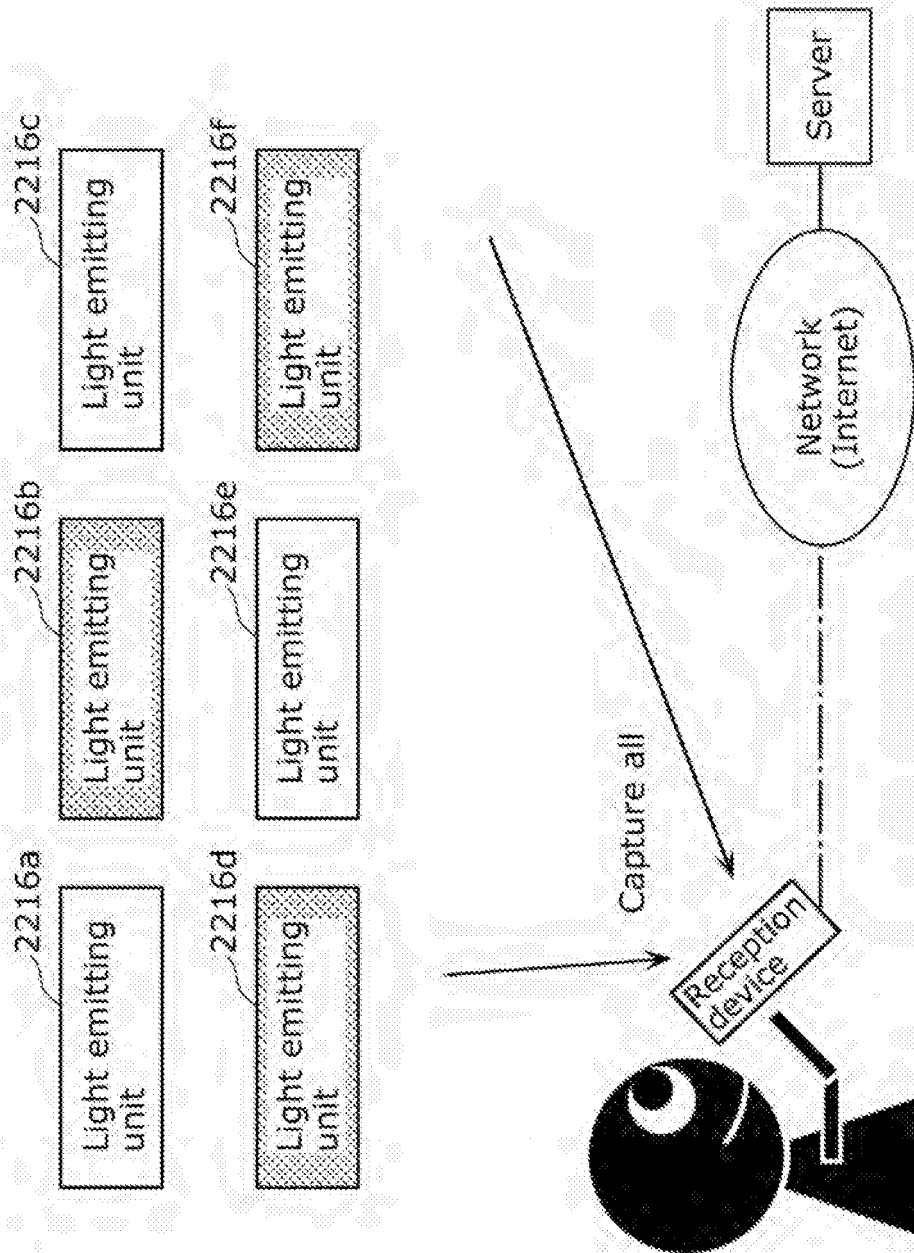 2216a
Light emitting
unit
2216b
Light emitting
unit
2216c
Light emitting
unit
2216d
Light emitting
unit
2216e
Light emitting
unit
2216f
Light emitting
unit
Capture all
Reception
device
Network
(Internet)
Server